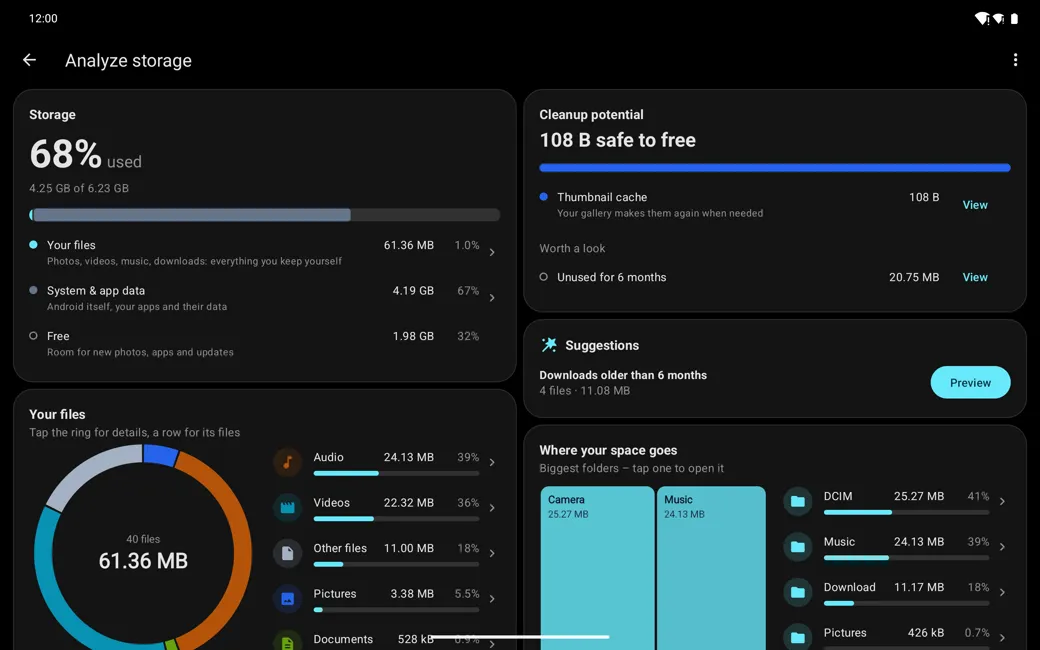 12:00
Analyze storage
Storage
68% used
4.25 GB of 6.23 GB
Your files 61.36 MB 1.0%
Photos, videos, music, downloads: everything you keep yourself
System & app data 4.19 GB 67%
Android itself, your apps and their data
Free 1.98 GB 32%
Room for new photos, apps and updates
Your files
Tap the ring for details, a row for its files
40 files
61.36 MB
Audio 24.13 MB 39%
Videos 22.32 MB 36%
Other files 11.00 MB 18%
Pictures 3.38 MB 5.5%
Documents 528 kB 0.9%
Cleanup potential
108 B safe to free
Thumbnail cache 108 B View
Your gallery makes them again when needed
Worth a look
Unused for 6 months 20.75 MB View
Suggestions
Downloads older than 6 months
4 files · 11.08 MB
Preview
Where your space goes
Biggest folders – tap one to open it
Camera
25.27 MB
Music
24.13 MB
DCIM 25.27 MB 41%
Music 24.13 MB 39%
Download 11.17 MB 18%
Pictures 426 kB 0.7%